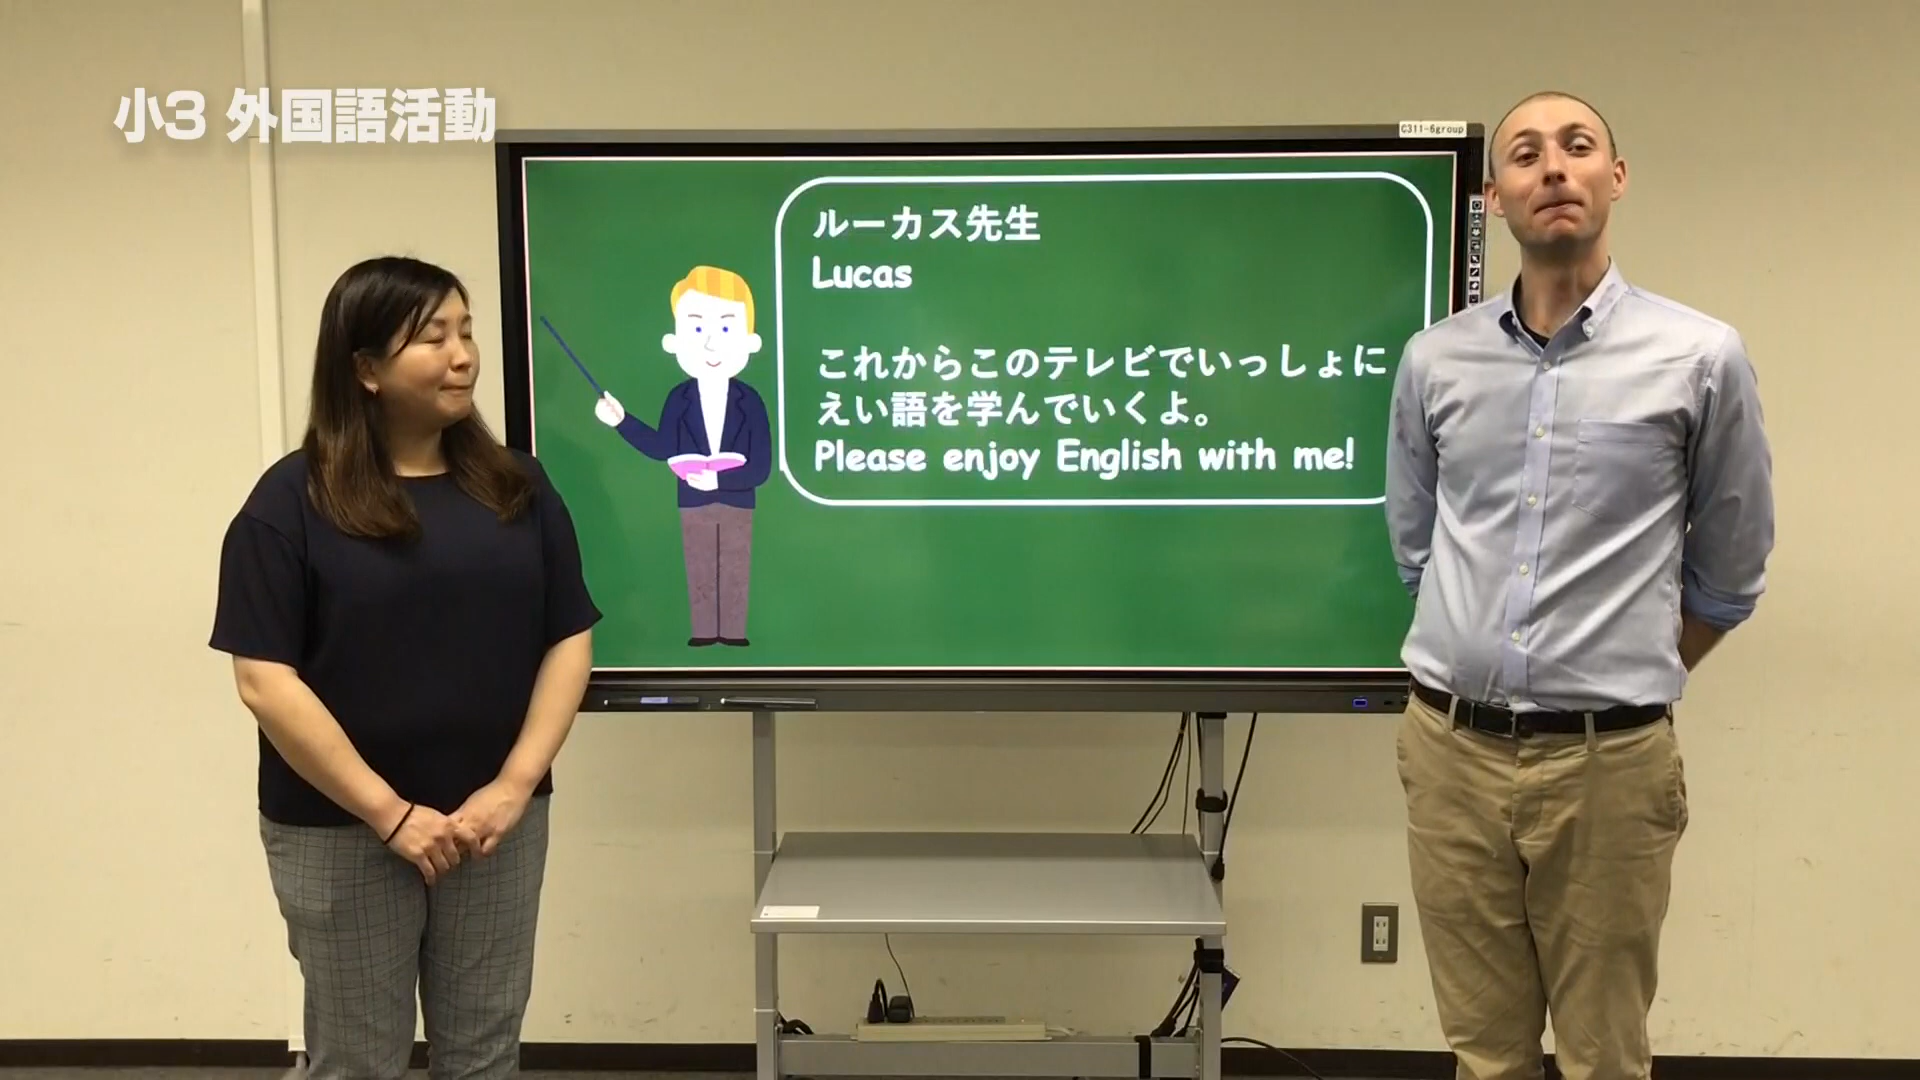 小3 外国語活動
C311-6group
ルーカス先生
Lucas
これからこのテレビでいっしょに
えい語を学んでいくよ。
Please enjoy English with me!